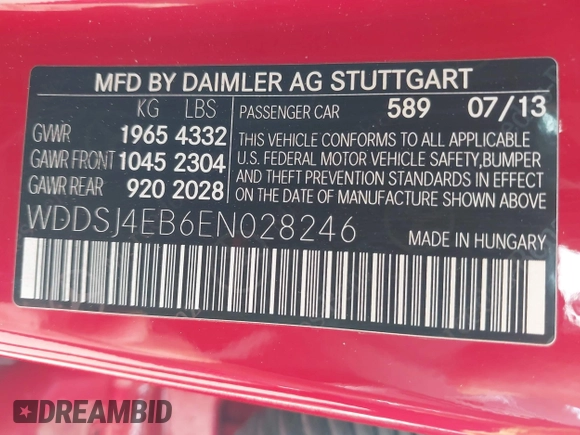 MFD BY DAIMLER AG STUTTGART
KG LBS PASSENGER CAR 589 07/13
GVWR 1965 4332 THIS VEHICLE CONFORMS TO ALL APPLICABLE
GAWR FRONT 1045 2304 U.S. FEDERAL MOTOR VEHICLE SAFETY,BUMPER
GAWR REAR 920 2028 AND THEFT PREVENTION STANDARDS IN EFFECT
ON THE DATE OF MANUFACTURE SHOWN ABOVE
WDDSJ4EB6EN028246 MADE IN HUNGARY
DREAMBID